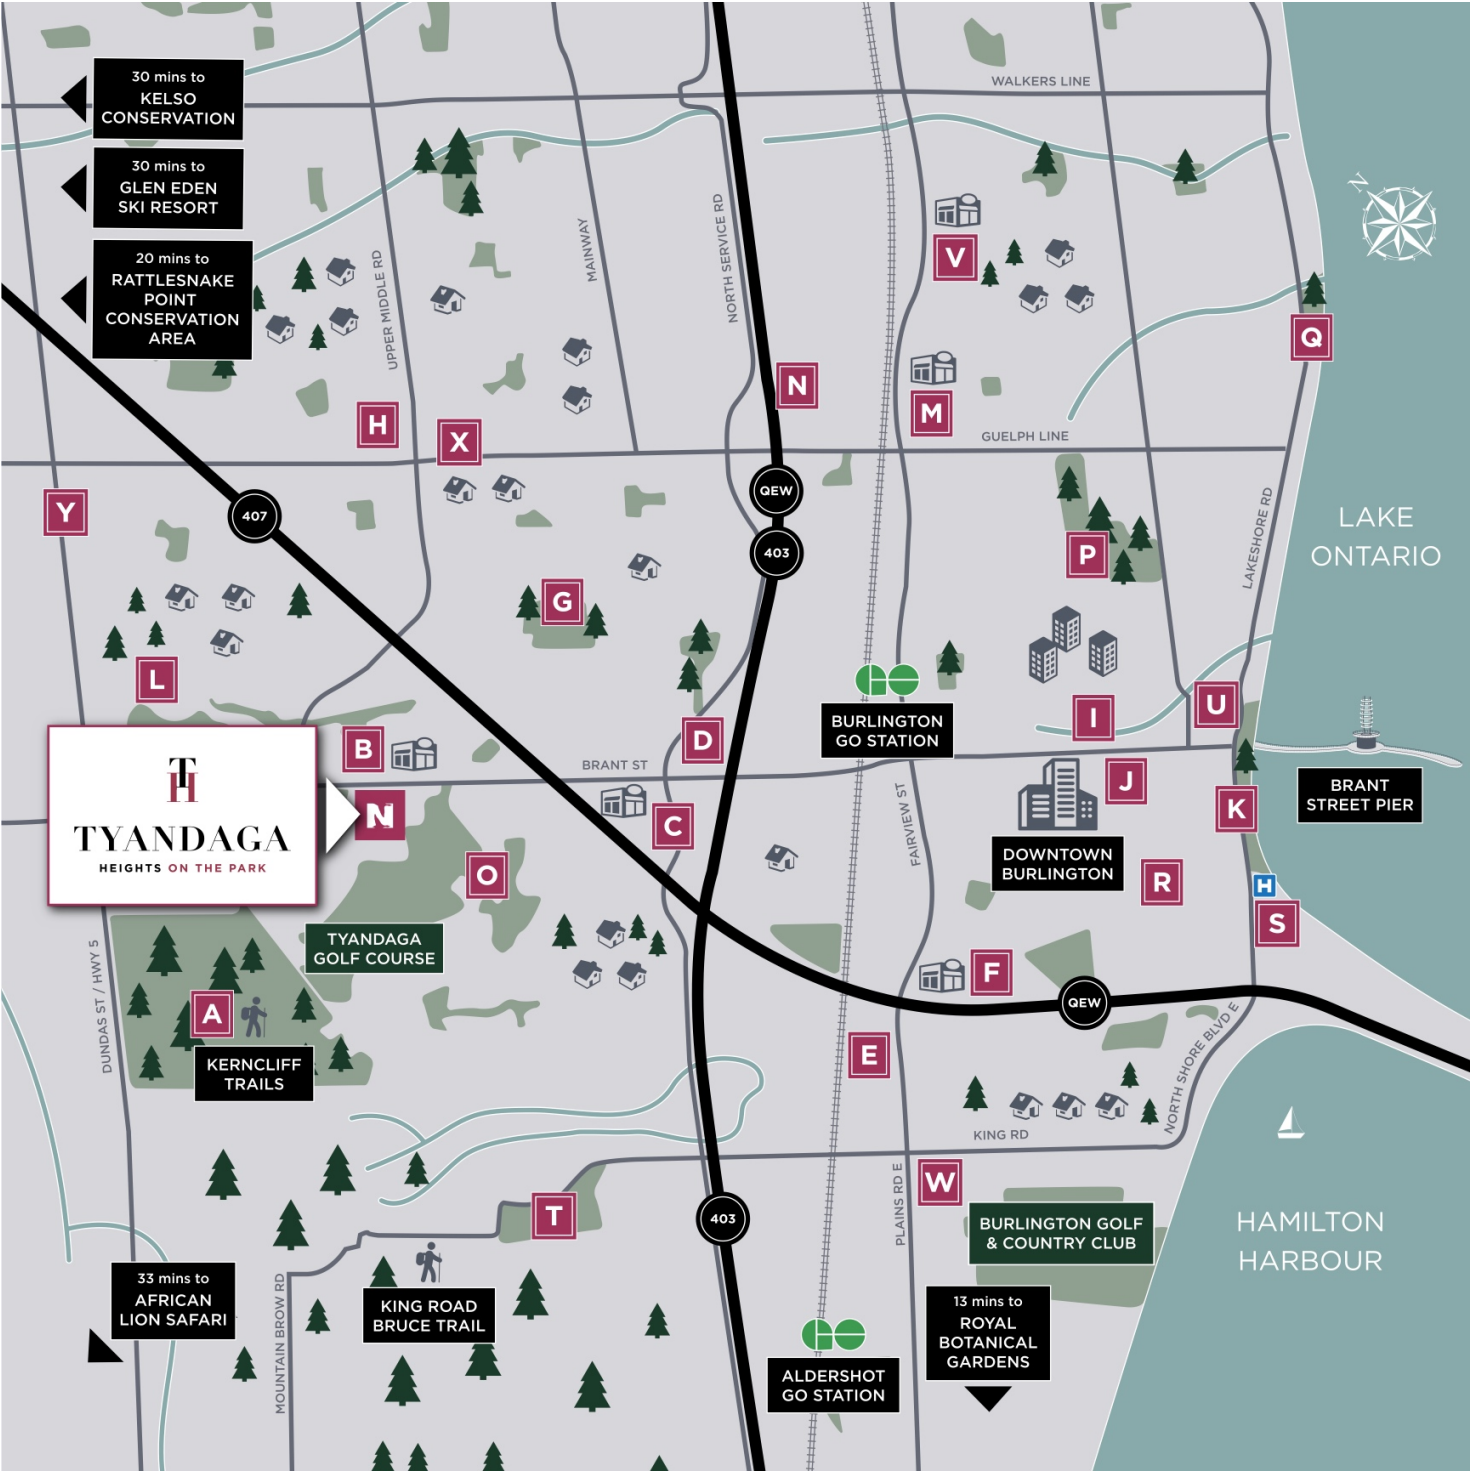 WALKERS LINE
30 mins to
KELSO
CONSERVATION
30 mins to
GLEN EDEN
SKI RESORT
20 mins to
RATTLESNAKE
POINT
CONSERVATION
AREA
UPPER MIDDLE RD
MAINWAY
NORTH SERVICE RD
N
V
Q
H
X
N
M
GUELPH LINE
Y
407
QEW
403
P
LAKESHORE RD
LAKE
ONTARIO
G
L
B
D
BURLINGTON
GO STATION
I
U
BRANT ST
J
K
BRANT
STREET PIER
TH
TYANDAGA
HEIGHTS ON THE PARK
N
C
FAIRVIEW ST
DOWNTOWN
BURLINGTON
O
R
H
S
TYANDAGA
GOLF COURSE
F
QEW
DUNDAS ST / HWY 5
A
KERNCLIFF
TRAILS
E
NORTH SHORE BLVD E
KING RD
W
PLAINS RD E
T
403
BURLINGTON GOLF
& COUNTRY CLUB
HAMILTON
HARBOUR
33 mins to
AFRICAN
LION SAFARI
MOUNTAIN BROW RD
KING ROAD
BRUCE TRAIL
13 mins to
ROYAL
BOTANICAL
GARDENS
ALDERSHOT
GO STATION